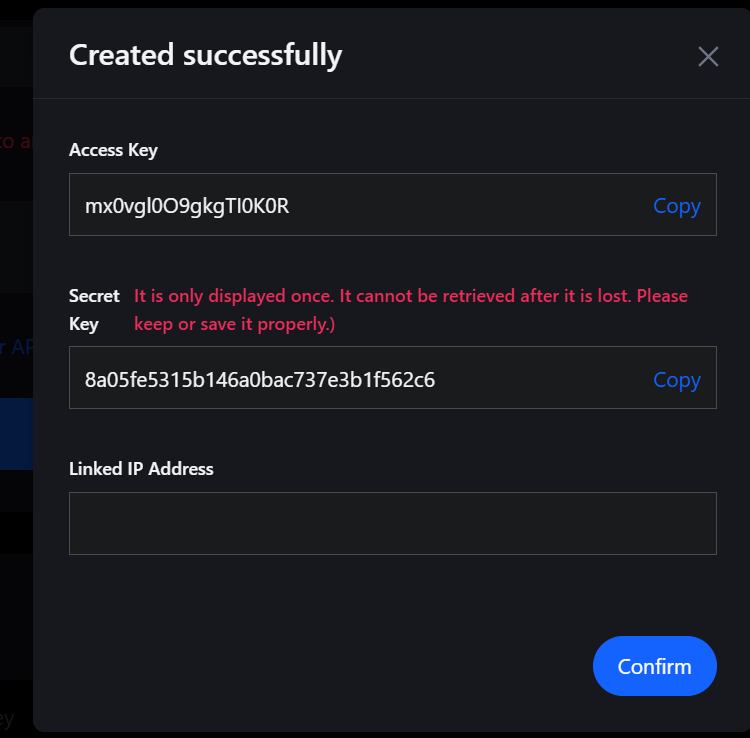 Created successfully
Access Key
mx0vgl0O9gkgTI0K0R
Copy
Secret Key
It is only displayed once. It cannot be retrieved after it is lost. Please
keep or save it properly.)
8a05fe5315b146a0bac737e3b1f562c6
Copy
Linked IP Address
Confirm